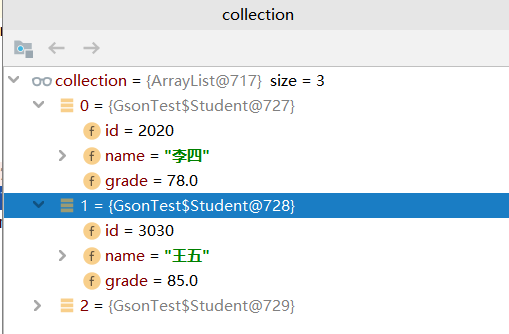 collection
collection = {ArrayList@717} size = 3
0 = {GsonTest$Student@727}
f id = 2020
f name = "李四"
f grade = 78.0
1 = {GsonTest$Student@728}
f id = 3030
f name = "王五"
f grade = 85.0
2 = {GsonTest$Student@729}